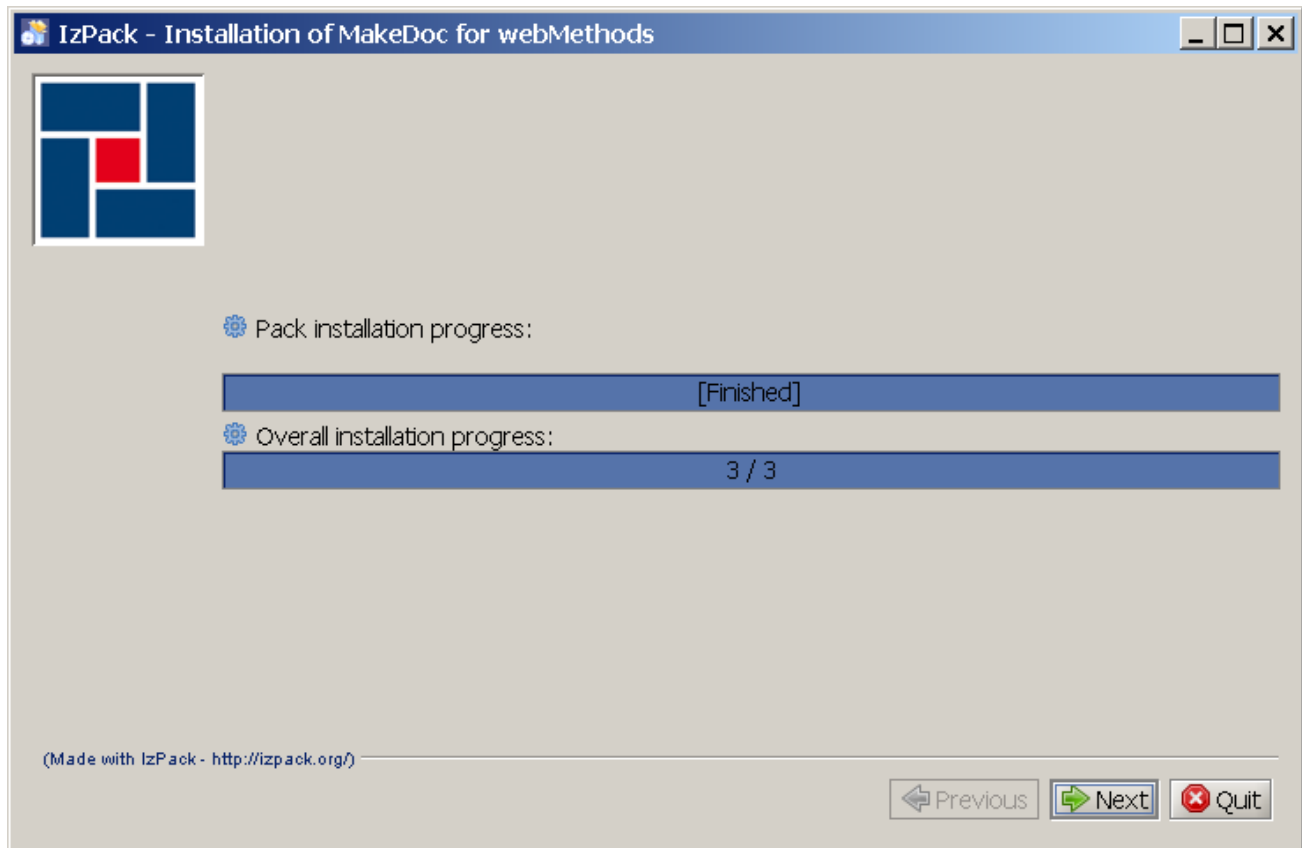 IzPack - Installation of MakeDoc for webMethods
Pack installation progress:
[Finished]
Overall installation progress:
3 / 3
(Made with IzPack - http://izpack.org/)
Previous Next Quit